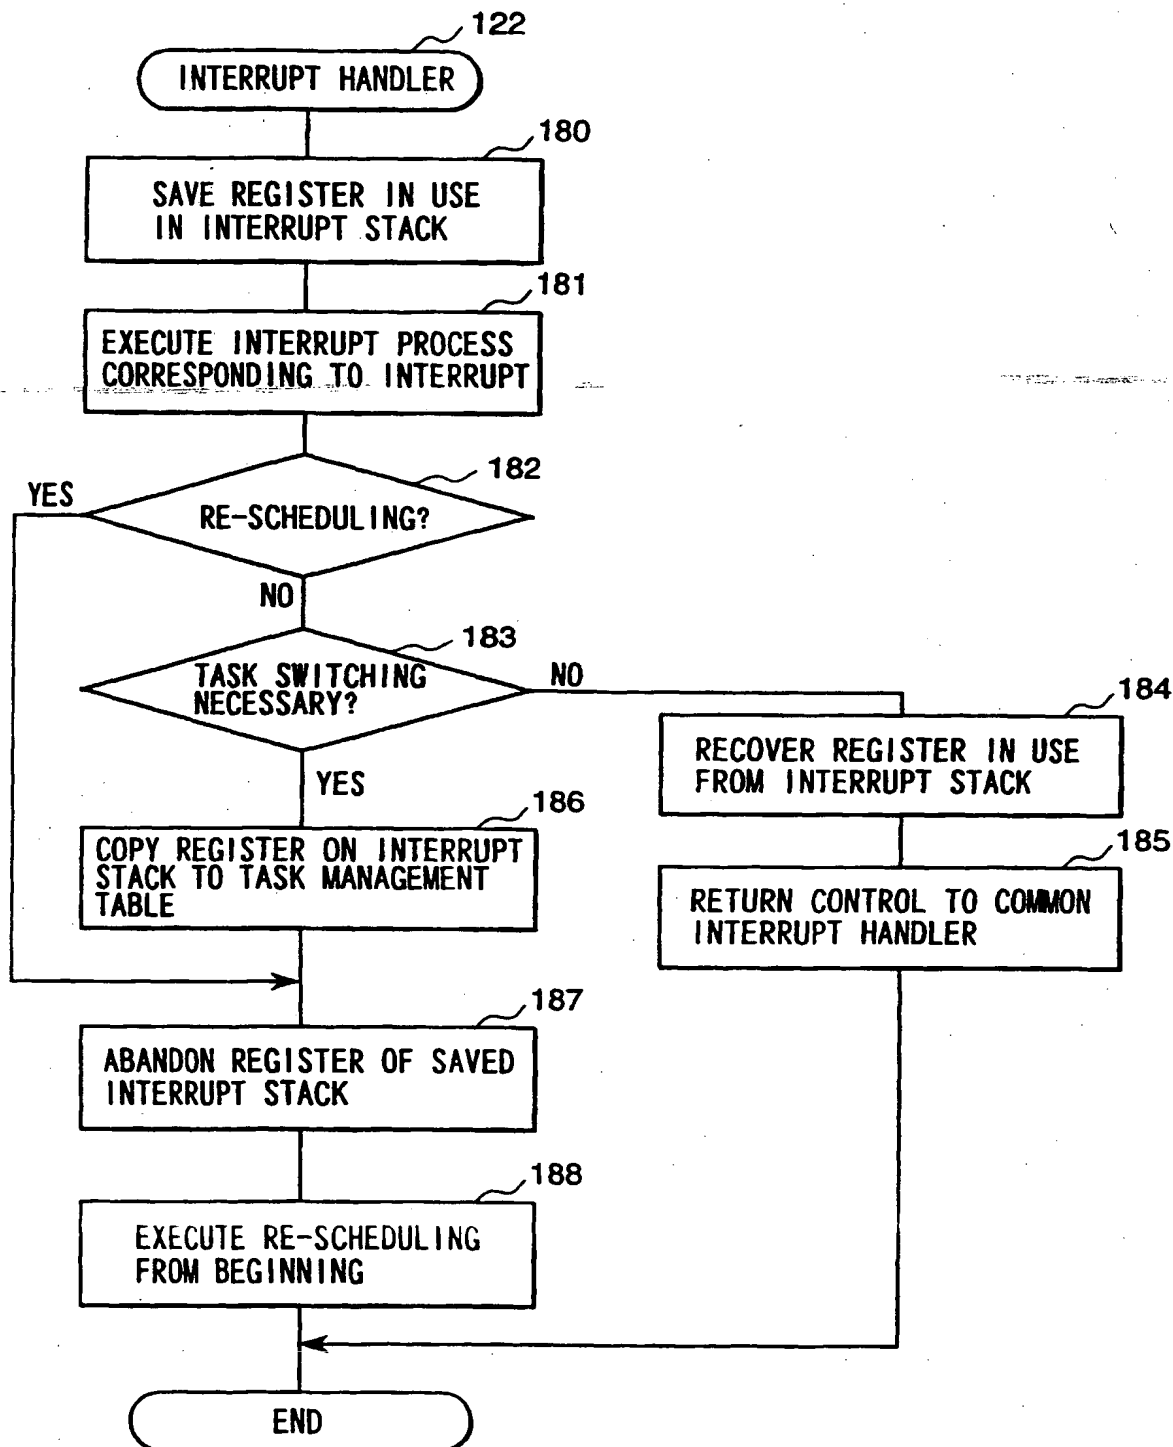 122
INTERRUPT HANDLER
180
SAVE REGISTER IN USE
IN INTERRUPT STACK
181
EXECUTE INTERRUPT PROCESS
CORRESPONDING TO INTERRUPT
182
YES
RE-SCHEDULING?
NO
183
TASK SWITCHING
NECESSARY?
NO
184
RECOVER REGISTER IN USE
FROM INTERRUPT STACK
YES
186
COPY REGISTER ON INTERRUPT
STACK TO TASK MANAGEMENT
TABLE
185
RETURN CONTROL TO COMMON
INTERRUPT HANDLER
187
ABANDON REGISTER OF SAVED
INTERRUPT STACK
188
EXECUTE RE-SCHEDULING
FROM BEGINNING
END